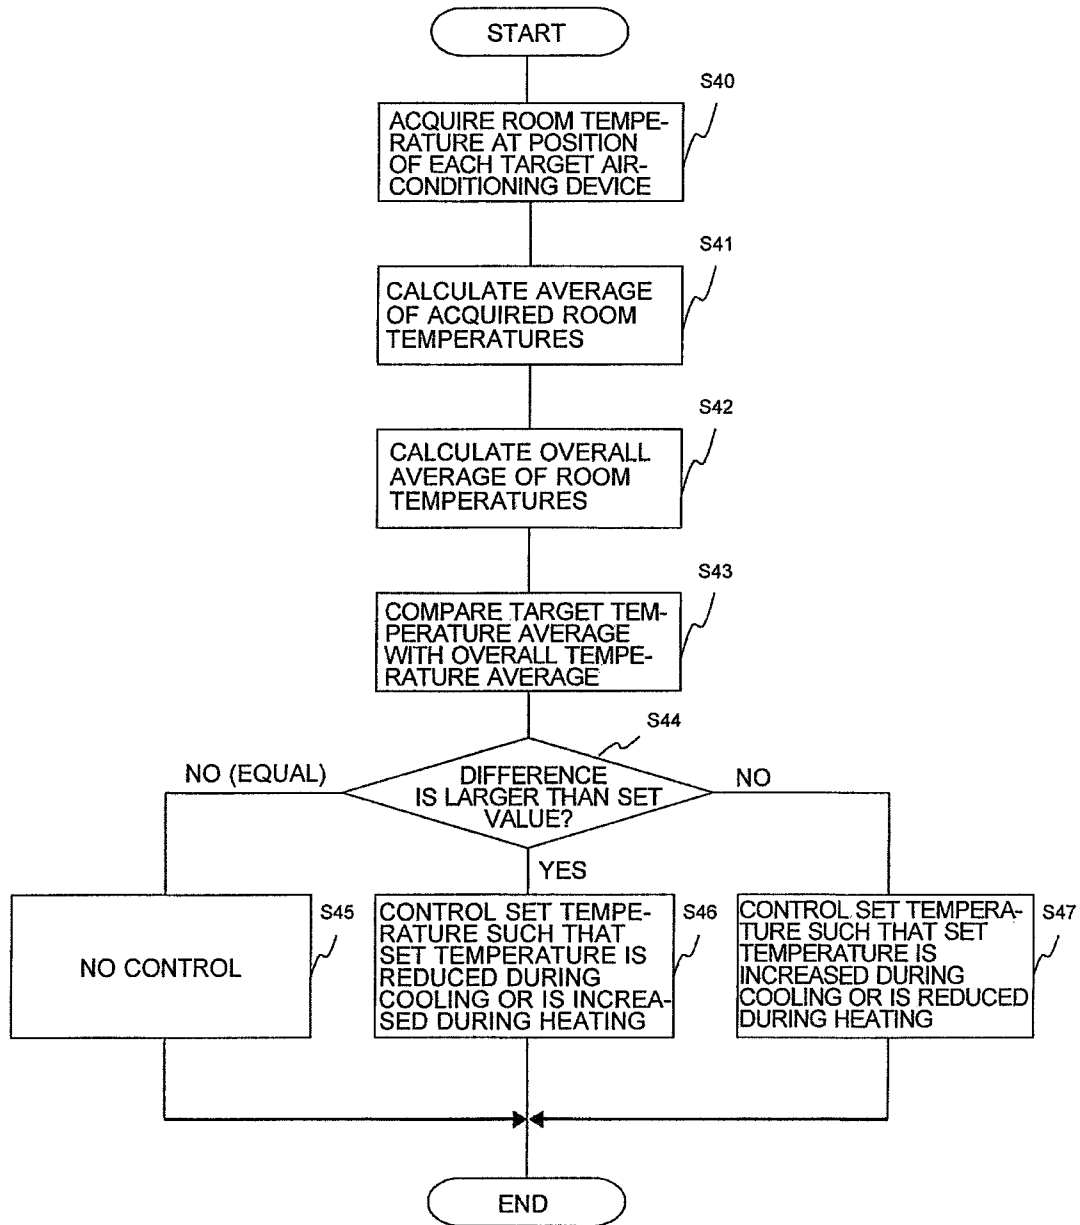 START
S40
ACQUIRE ROOM TEMPE-
RATURE AT POSITION
OF EACH TARGET AIR-
CONDITIONING DEVICE
S41
CALCULATE AVERAGE
OF ACQUIRED ROOM
TEMPERATURES
S42
CALCULATE OVERALL
AVERAGE OF ROOM
TEMPERATURES
S43
COMPARE TARGET TEM-
PERATURE AVERAGE
WITH OVERALL TEMPE-
RATURE AVERAGE
S44
DIFFERENCE
IS LARGER THAN SET
VALUE?
NO (EQUAL)
YES
NO
S45
NO CONTROL
S46
CONTROL SET TEMPE-
RATURE SUCH THAT
SET TEMPERATURE IS
REDUCED DURING
COOLING OR IS INCREA-
SED DURING HEATING
S47
CONTROL SET TEMPERA-
TURE SUCH THAT SET
TEMPERATURE IS
INCREASED DURING
COOLING OR IS REDUCED
DURING HEATING
END